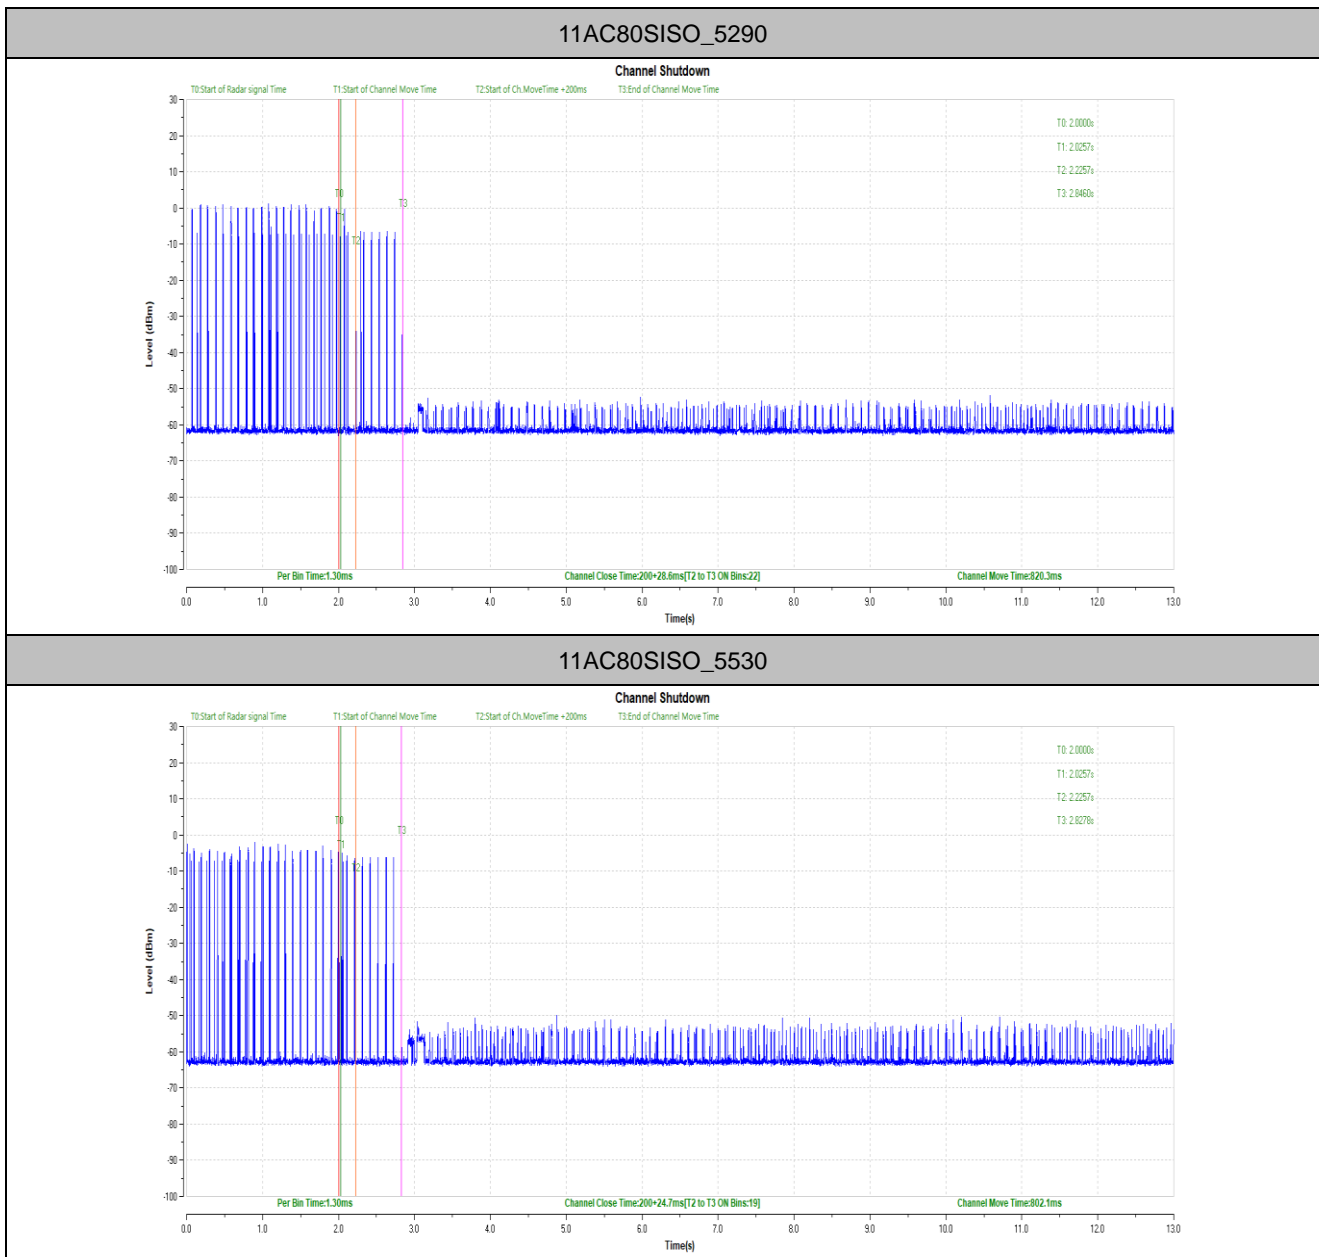 11AC80SISO_5290
Channel Shutdown
T0:Start of Radar signal Time T1:Start of Channel Move Time T2:Start of Ch.MoveTime +200ms T3:End of Channel Move Time
30
20
10
0
-10
-20
-30
-40
-50
-60
-70
-80
-90
-100
Level (dBm)
T0: 2.0000s
T1: 2.0257s
T2: 2.2257s
T3: 2.8460s
T0
T1
T2
T3
Per Bin Time:1.30ms Channel Close Time:200+28.6ms[T2 to T3 ON Bins:22] Channel Move Time:820.3ms
0.0 1.0 2.0 3.0 4.0 5.0 6.0 7.0 8.0 9.0 10.0 11.0 12.0 13.0
Time(s)
11AC80SISO_5530
Channel Shutdown
T0:Start of Radar signal Time T1:Start of Channel Move Time T2:Start of Ch.MoveTime +200ms T3:End of Channel Move Time
30
20
10
0
-10
-20
-30
-40
-50
-60
-70
-80
-90
-100
Level (dBm)
T0: 2.0000s
T1: 2.0257s
T2: 2.2257s
T3: 2.8278s
T0
T1
T2
T3
Per Bin Time:1.30ms Channel Close Time:200+24.7ms[T2 to T3 ON Bins:19] Channel Move Time:802.1ms
0.0 1.0 2.0 3.0 4.0 5.0 6.0 7.0 8.0 9.0 10.0 11.0 12.0 13.0
Time(s)